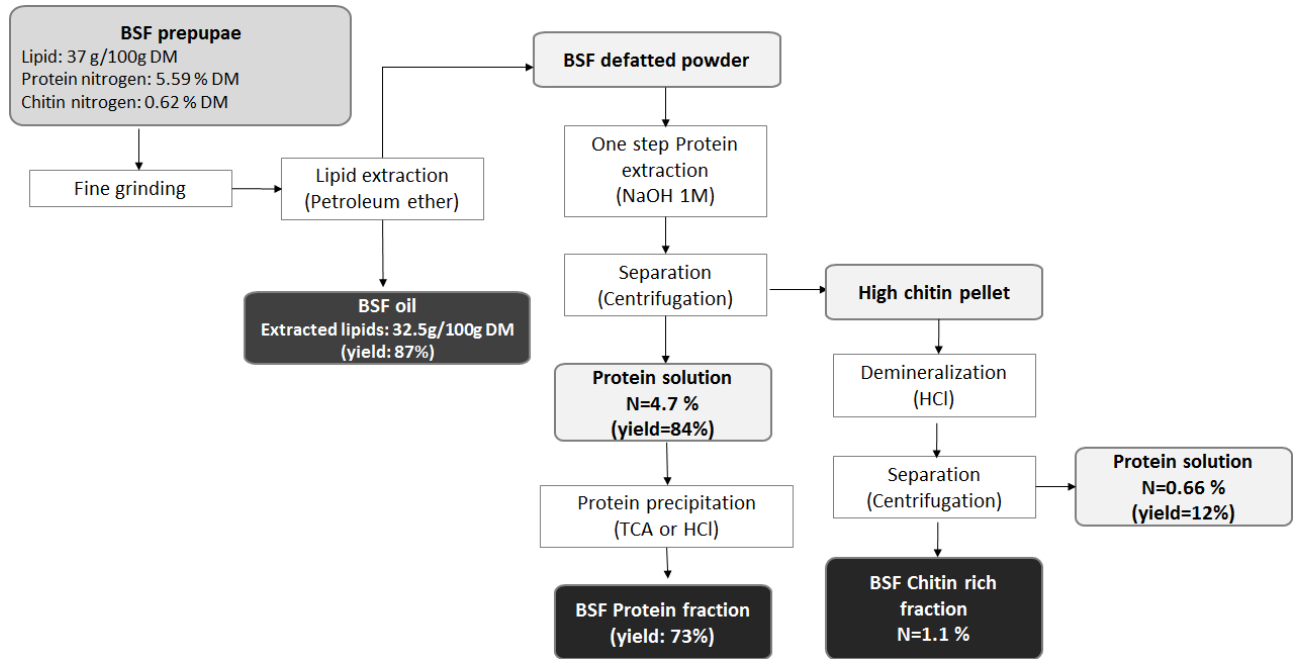 BSF prepupae
Lipid: 37 g/100g DM
Protein nitrogen: 5.59 % DM
Chitin nitrogen: 0.62 % DM
Fine grinding
Lipid extraction
(Petroleum ether)
BSF oil
Extracted lipids: 32.5g/100g DM
(yield: 87%)
BSF defatted powder
One step Protein
extraction
(NaOH 1M)
Separation
(Centrifugation)
Protein solution
N=4.7 %
(yield=84%)
Protein precipitation
(TCA or HCl)
BSF Protein fraction
(yield: 73%)
High chitin pellet
Demineralization
(HCl)
Separation
(Centrifugation)
Protein solution
N=0.66 %
(yield=12%)
BSF Chitin rich
fraction
N=1.1 %